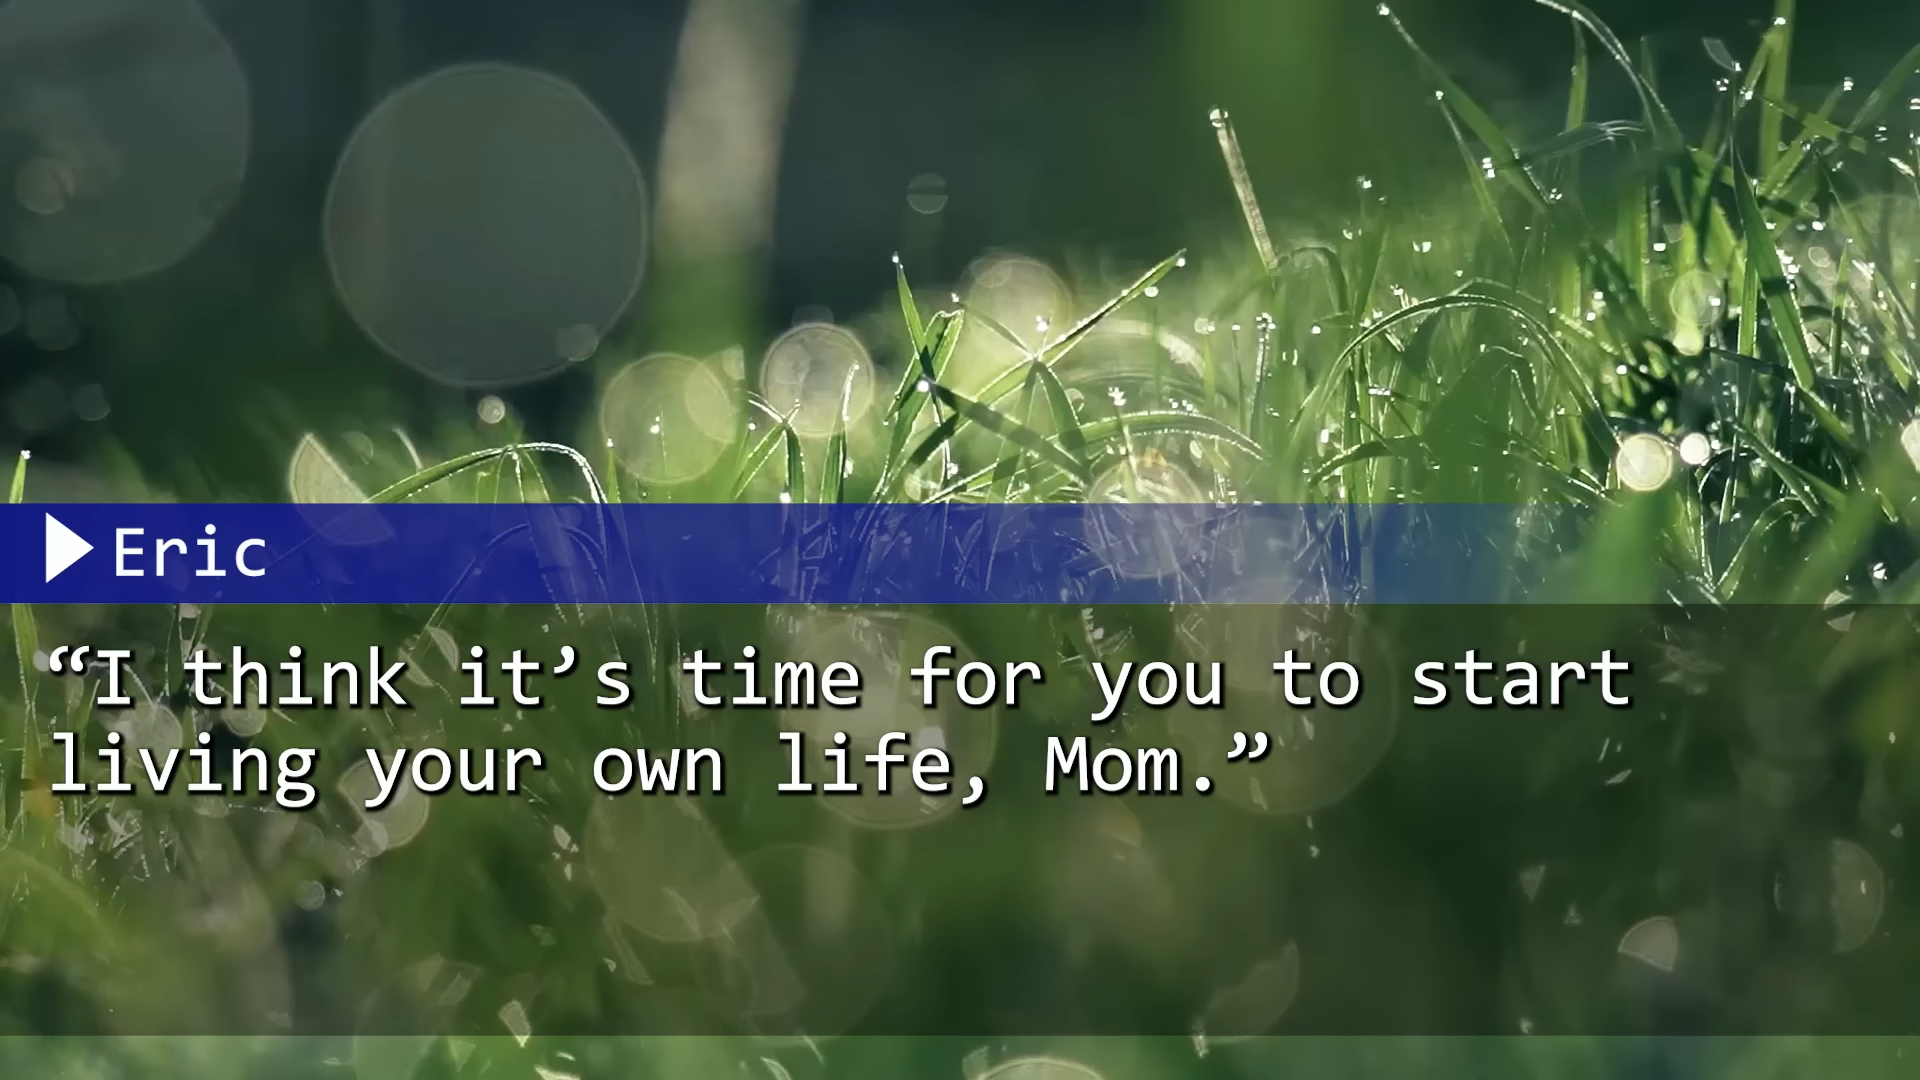 Eric
“I think it’s time for you to start
living your own life, Mom.”